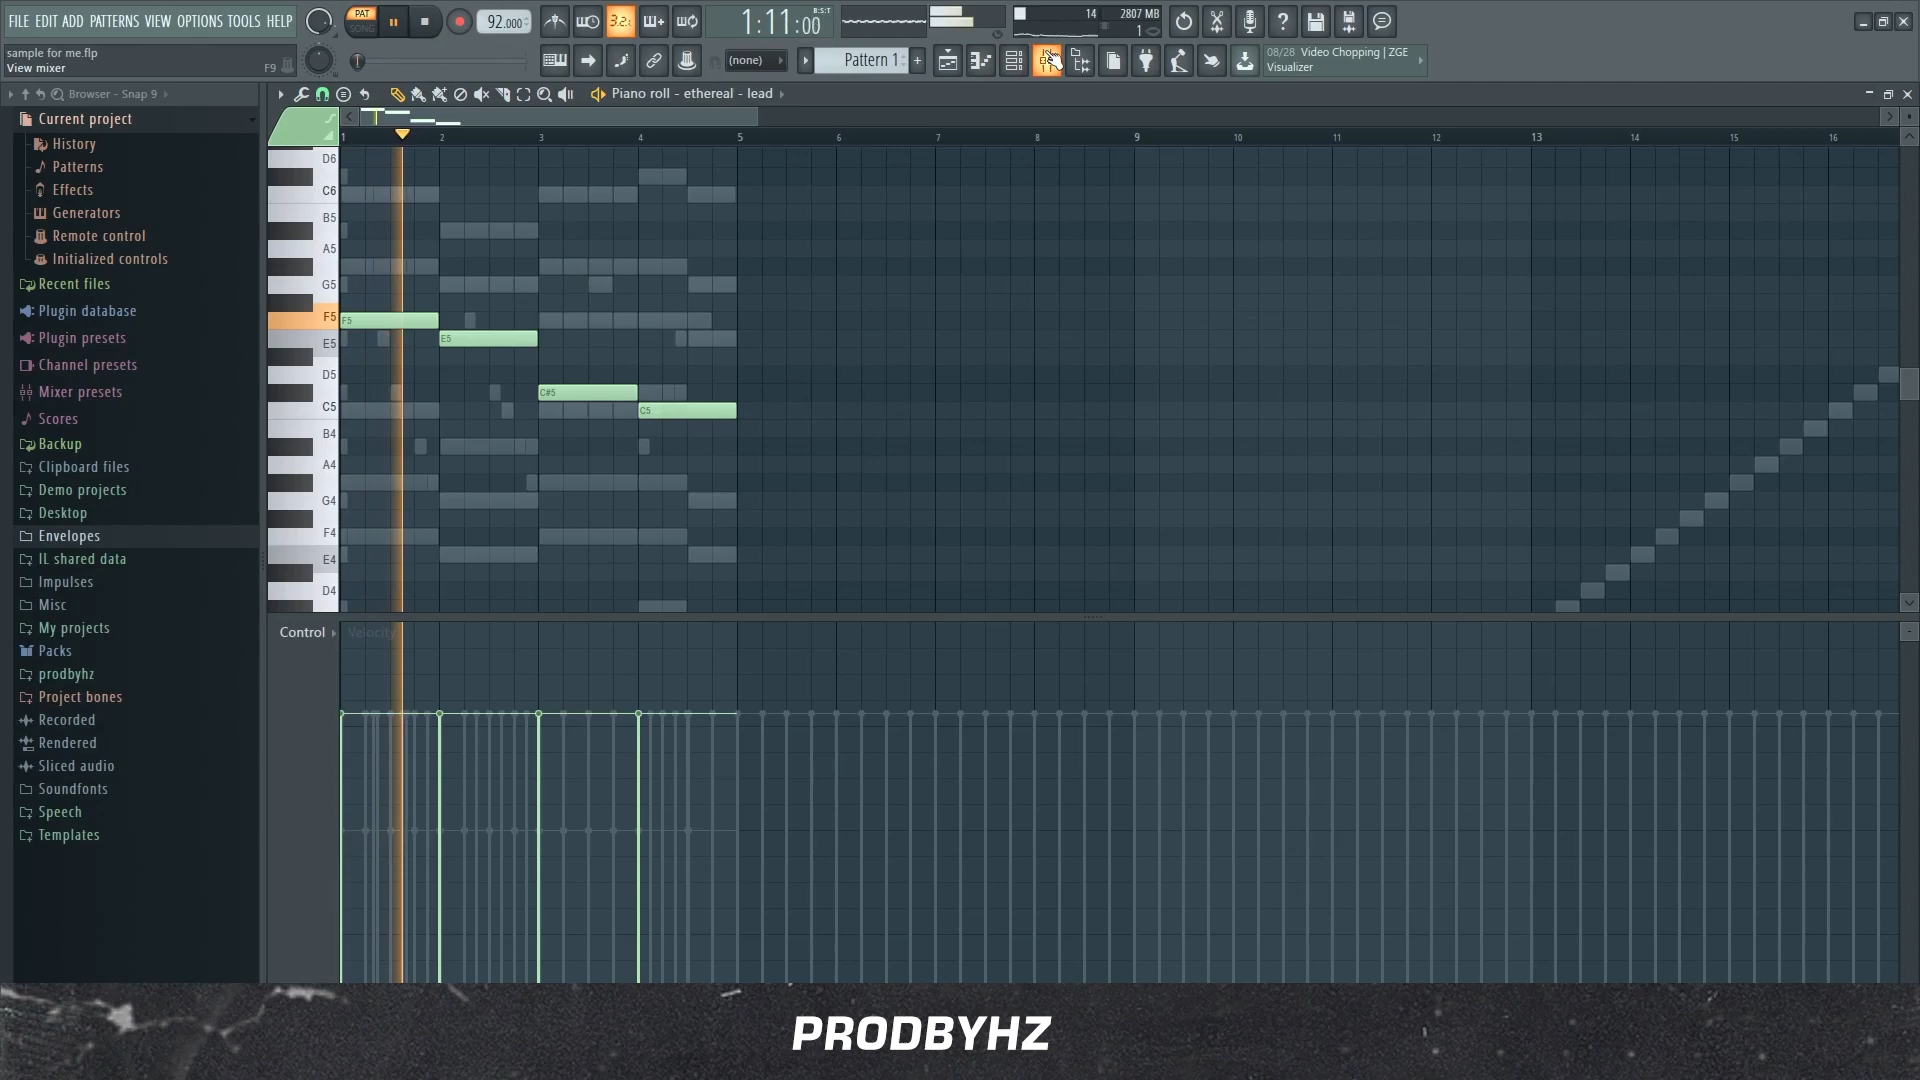 FILE EDIT ADD PATTERNS VIEW OPTIONS TOOLS HELP
PAT
SONG
92.000
3.2.
1:11:00
B:S:T
14
2807 MB
1
sample for me.flp
View mixer
F9
(none)
Pattern 1
+
08/28 Video Chopping | ZGE
Visualizer
Browser - Snap 9
Piano roll - ethereal - lead
Current project
History
Patterns
Effects
Generators
Remote control
Initialized controls
Recent files
Plugin database
Plugin presets
Channel presets
Mixer presets
Scores
Backup
Clipboard files
Demo projects
Desktop
Envelopes
IL shared data
Impulses
Misc
My projects
Packs
prodbyhz
Project bones
Recorded
Rendered
Sliced audio
Soundfonts
Speech
Templates
1 2 3 4 5 6 7 8 9 10 11 12 13 14 15 16
D6
C6
B5
A5
G5
F5
F5
E5
E5
D5
C#5
C5
C5
B4
A4
G4
F4
E4
D4
Control
Velocity
PRODBYHZ